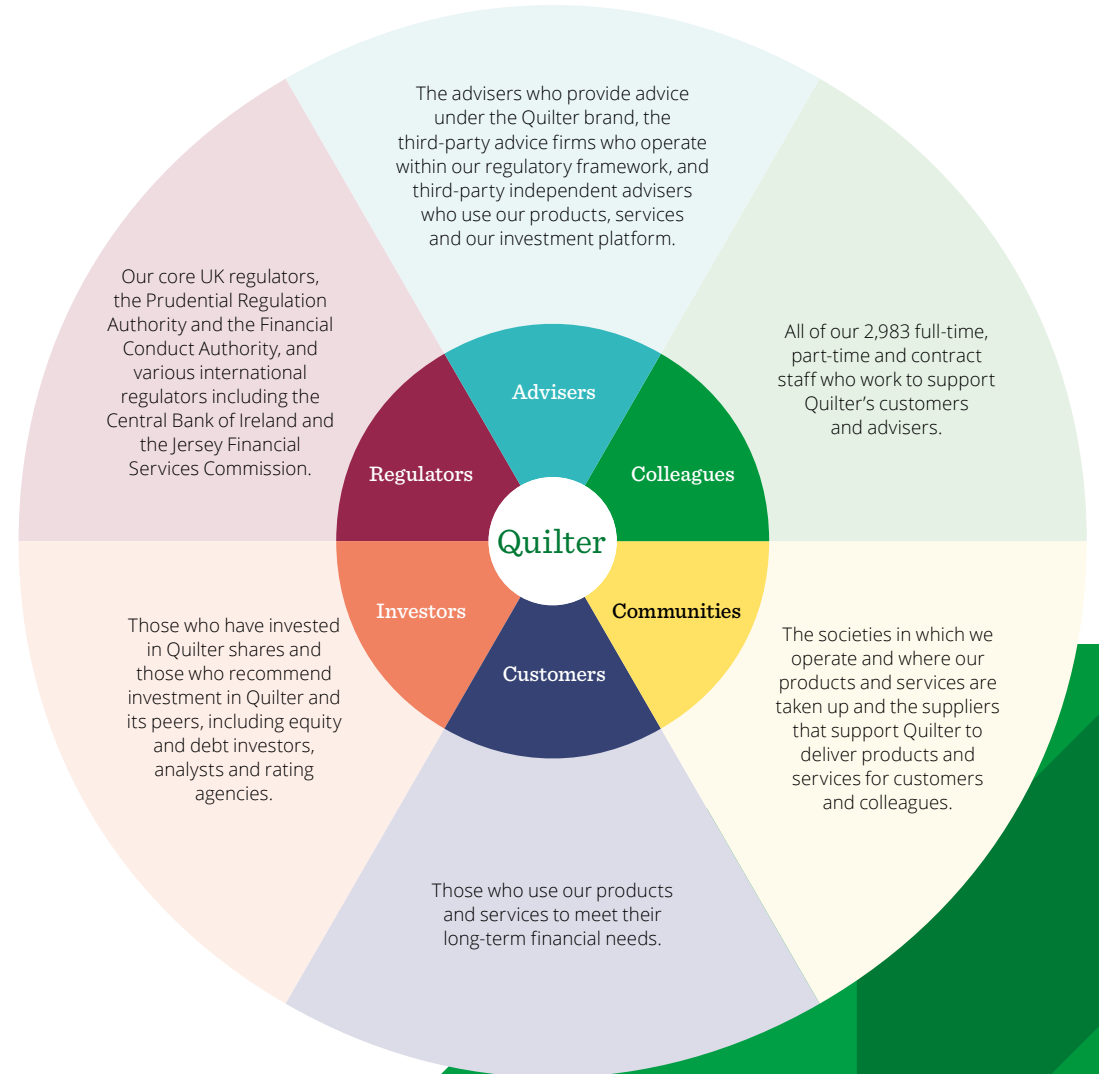 The advisers who provide advice
under the Quilter brand, the
third-party advice firms who operate
within our regulatory framework, and
third-party independent advisers
who use our products, services
and our investment platform.
All of our 2,983 full-time,
part-time and contract
staff who work to support
Quilter’s customers
and advisers.
The societies in which we
operate and where our
products and services are
taken up and the suppliers
that support Quilter to
deliver products and
services for customers
and colleagues.
Those who use our products
and services to meet their
long-term financial needs.
Those who have invested
in Quilter shares and
those who recommend
investment in Quilter and
its peers, including equity
and debt investors,
analysts and rating
agencies.
Our core UK regulators,
the Prudential Regulation
Authority and the Financial
Conduct Authority, and
various international
regulators including the
Central Bank of Ireland and
the Jersey Financial
Services Commission.
Advisers
Colleagues
Communities
Customers
Investors
Regulators
Quilter